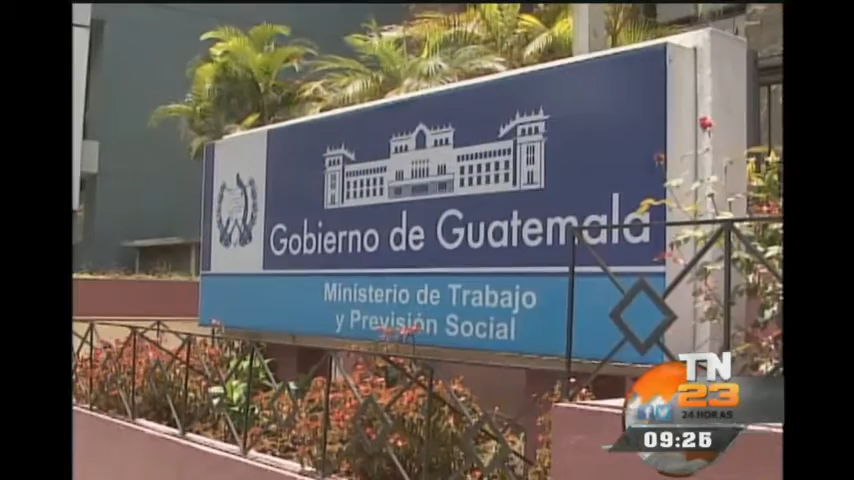 Gobierno de Guatemala
Ministerio de Trabajo
y Previsión Social
TN
23
24 HORAS
09:25